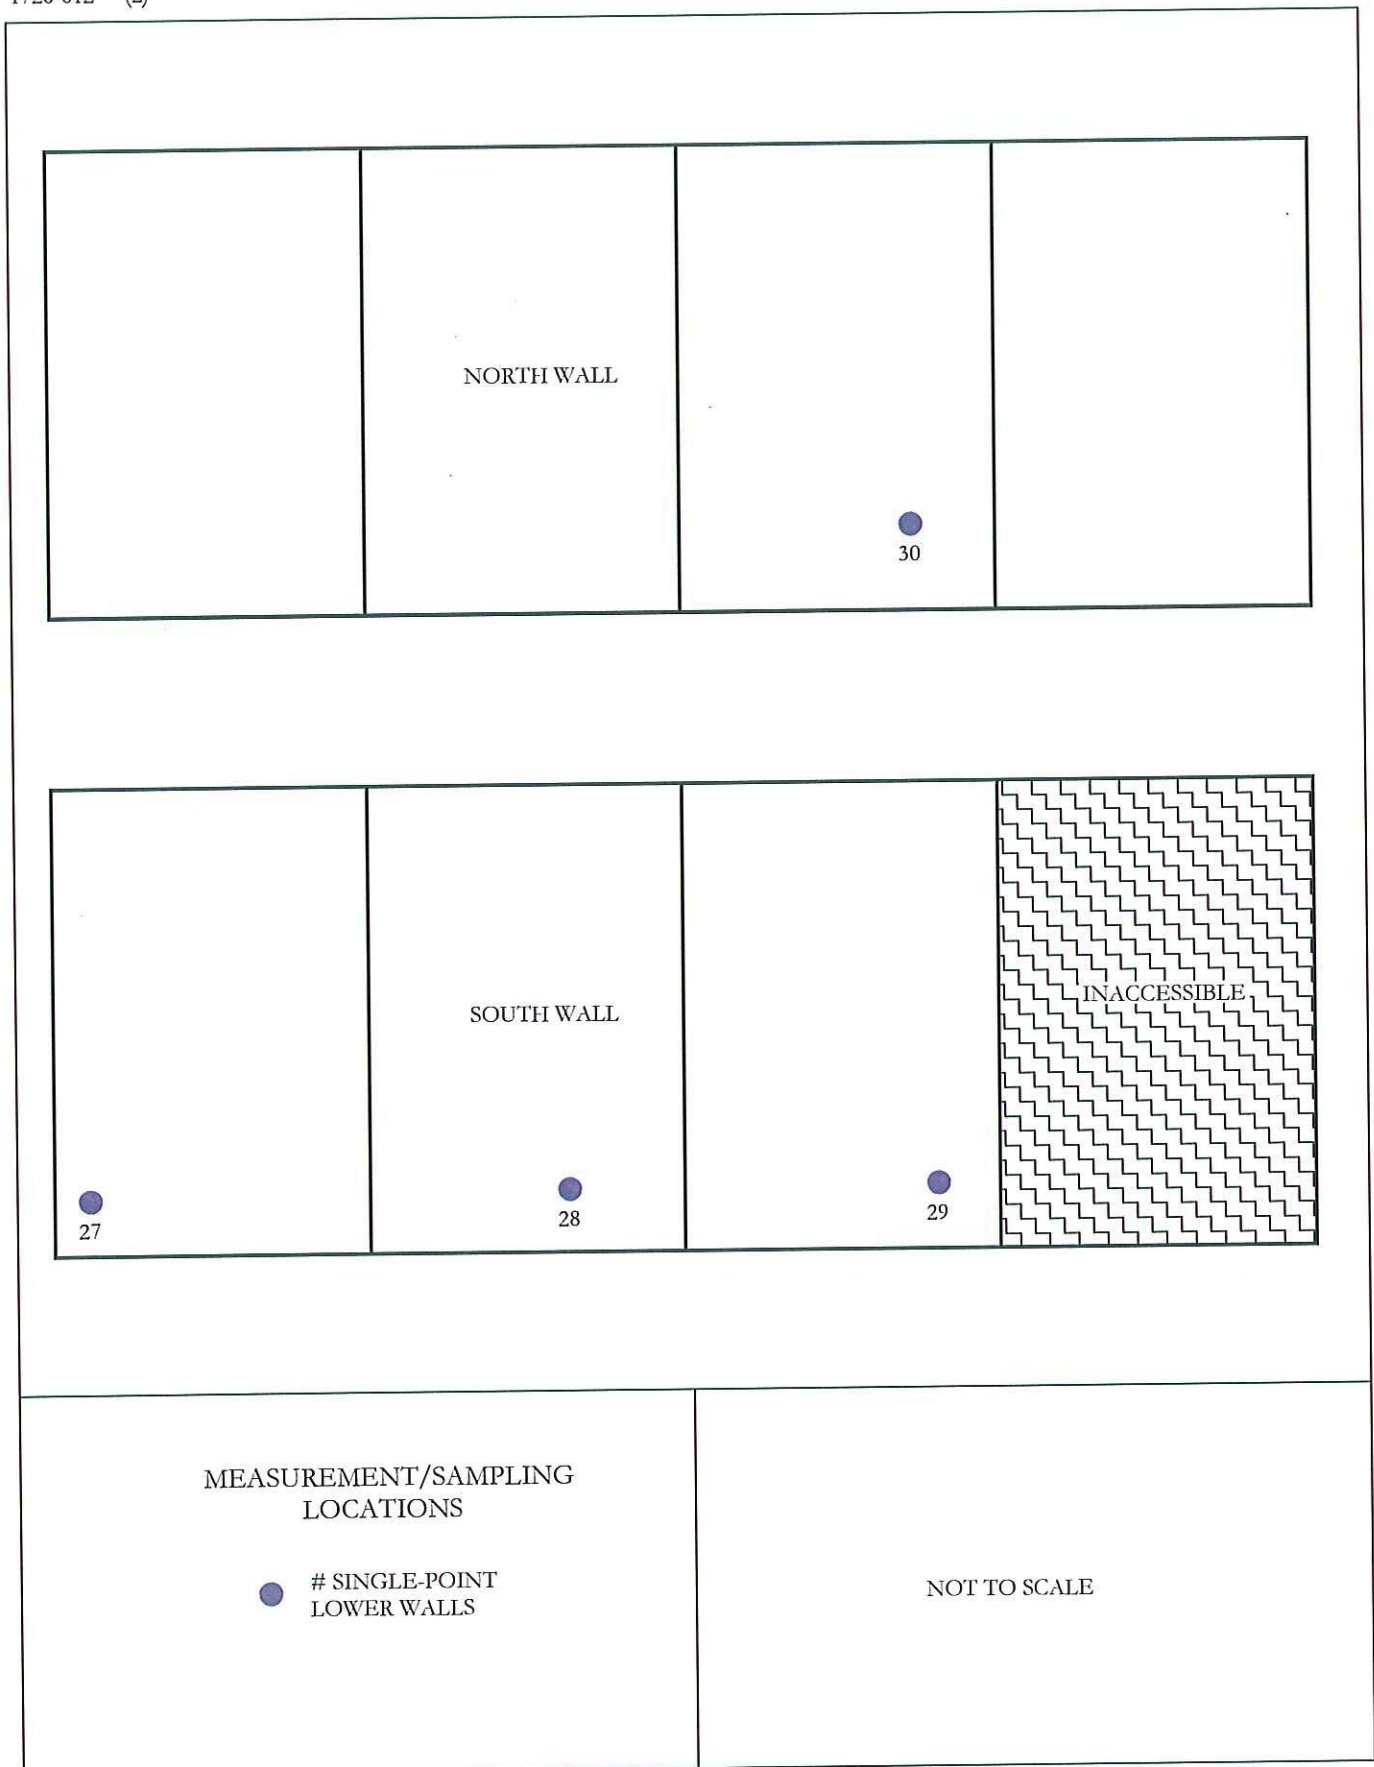 NORTH WALL
30
SOUTH WALL
INACCESSIBLE
27
28
29
MEASUREMENT/SAMPLING
LOCATIONS
# SINGLE-POINT
LOWER WALLS
NOT TO SCALE